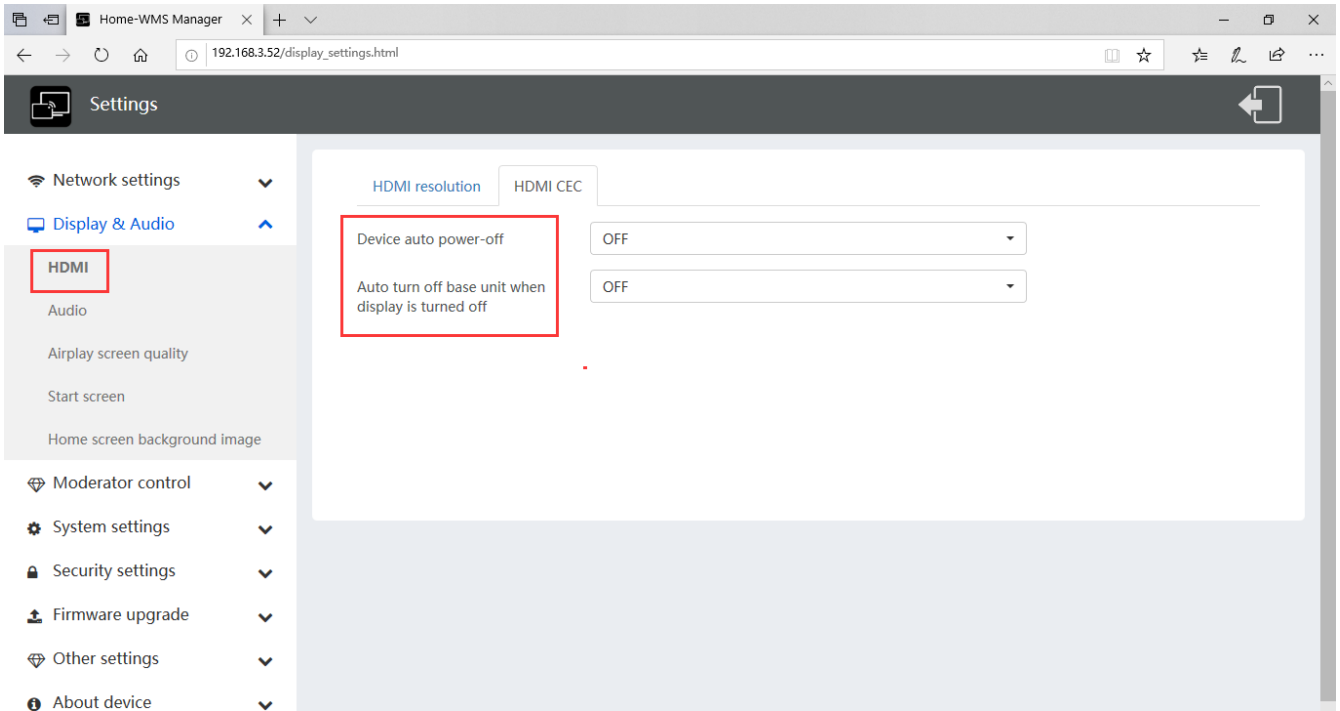 Home-WMS Manager
192.168.3.52/display_settings.html
Settings
Network settings
Display & Audio
HDMI
Audio
Airplay screen quality
Start screen
Home screen background image
Moderator control
System settings
Security settings
Firmware upgrade
Other settings
About device
HDMI resolution
HDMI CEC
Device auto power-off
OFF
Auto turn off base unit when
display is turned off
OFF